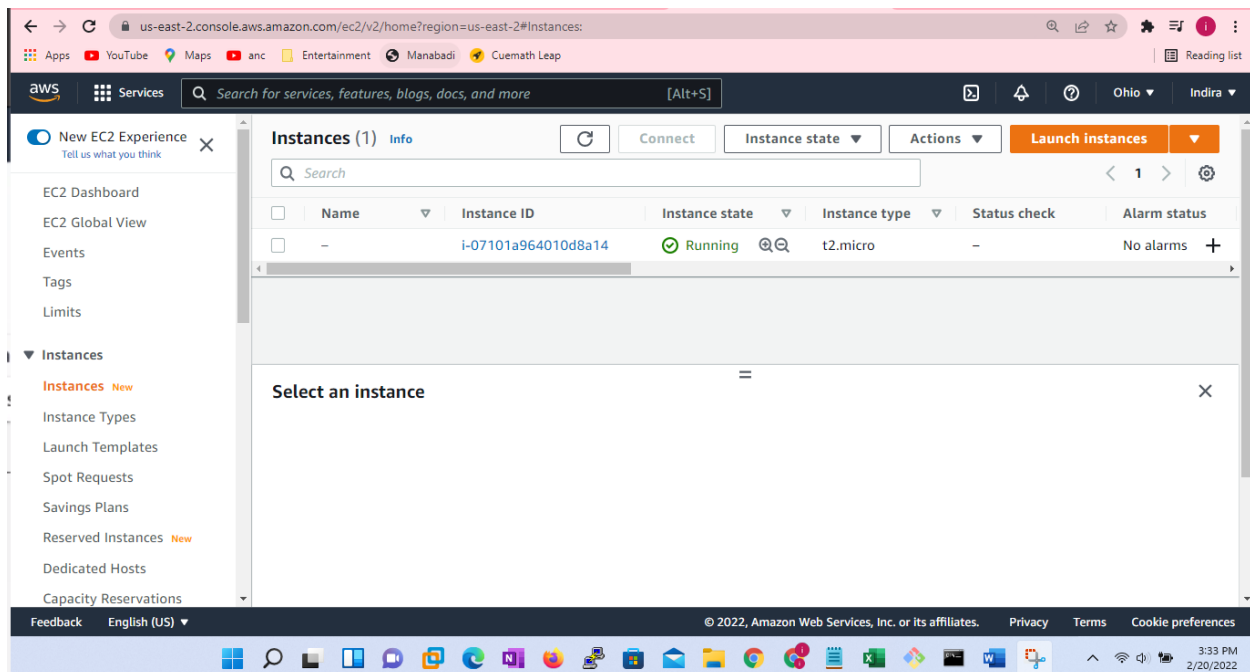 us-east-2.console.aws.amazon.com/ec2/v2/home?region=us-east-2#Instances:
i
Apps YouTube Maps anc Entertainment Manabadi Cuemath Leap Reading list
aws Services Search for services, features, blogs, docs, and more [Alt+S] Ohio ▼ Indira ▼
New EC2 Experience
Tell us what you think
EC2 Dashboard
EC2 Global View
Events
Tags
Limits
Instances
Instances New
Instance Types
Launch Templates
Spot Requests
Savings Plans
Reserved Instances New
Dedicated Hosts
Capacity Reservations
Instances (1) Info Connect Instance state ▼ Actions ▼ Launch instances ▼
Search
< 1 >
Name Instance ID Instance state Instance type Status check Alarm status
– i-07101a964010d8a14 Running t2.micro – No alarms +
Select an instance
Feedback English (US) ▼ © 2022, Amazon Web Services, Inc. or its affiliates. Privacy Terms Cookie preferences
3:33 PM
2/20/2022